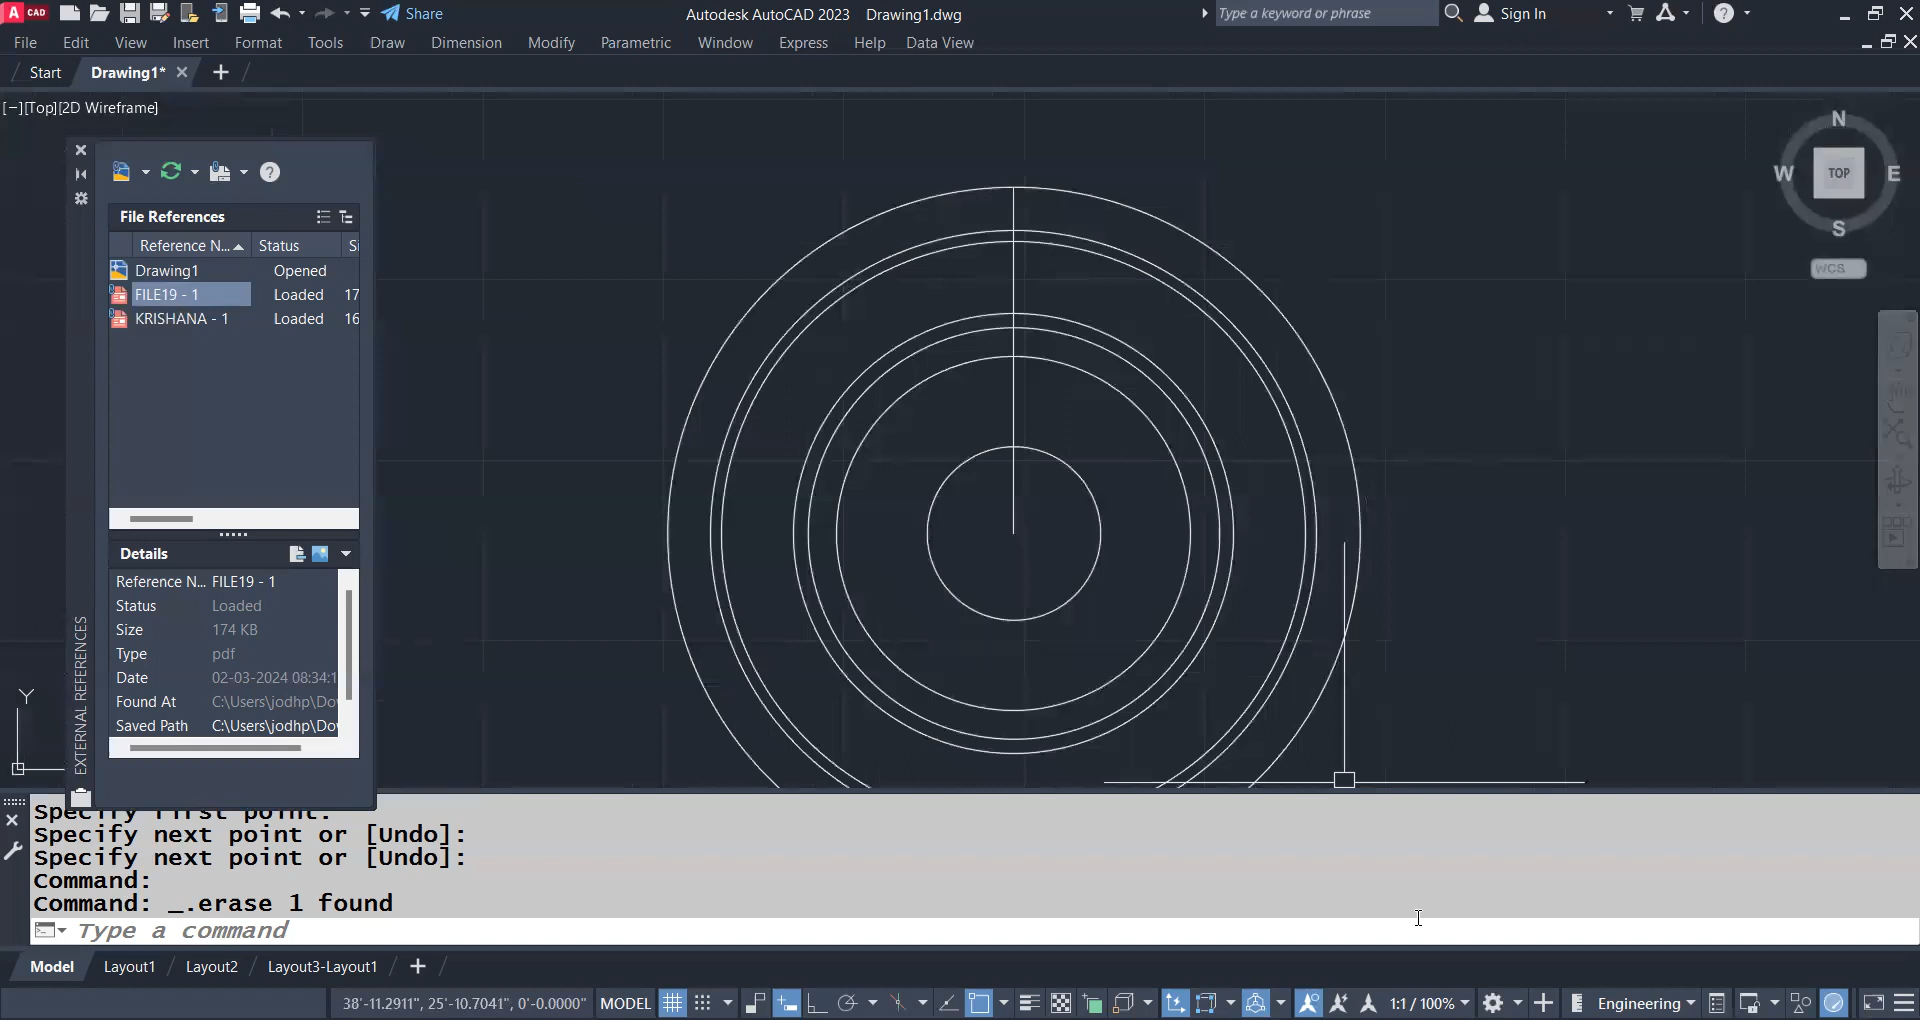 CAD
Share
Autodesk AutoCAD 2023 Drawing1.dwg
Type a keyword or phrase
Sign In
File Edit View Insert Format Tools Draw Dimension Modify Parametric Window Express Help Data View
Start Drawing1*
[−][Top][2D Wireframe]
N
W TOP E
S
WCS
File References
Reference N... Status Si
Drawing1 Opened
FILE19 - 1 Loaded 17
KRISHANA - 1 Loaded 16
Details
Reference N... FILE19 - 1
Status Loaded
Size 174 KB
Type pdf
Date 02-03-2024 08:34:1
Found At C:\Users\jodhp\Do
Saved Path C:\Users\jodhp\Do
EXTERNAL REFERENCES
Y
Specify first point:
Specify next point or [Undo]:
Specify next point or [Undo]:
Command:
Command: _.erase 1 found
Type a command
Model Layout1 Layout2 Layout3-Layout1
38'-11.2911", 25'-10.7041", 0'-0.0000" MODEL 1:1 / 100% Engineering